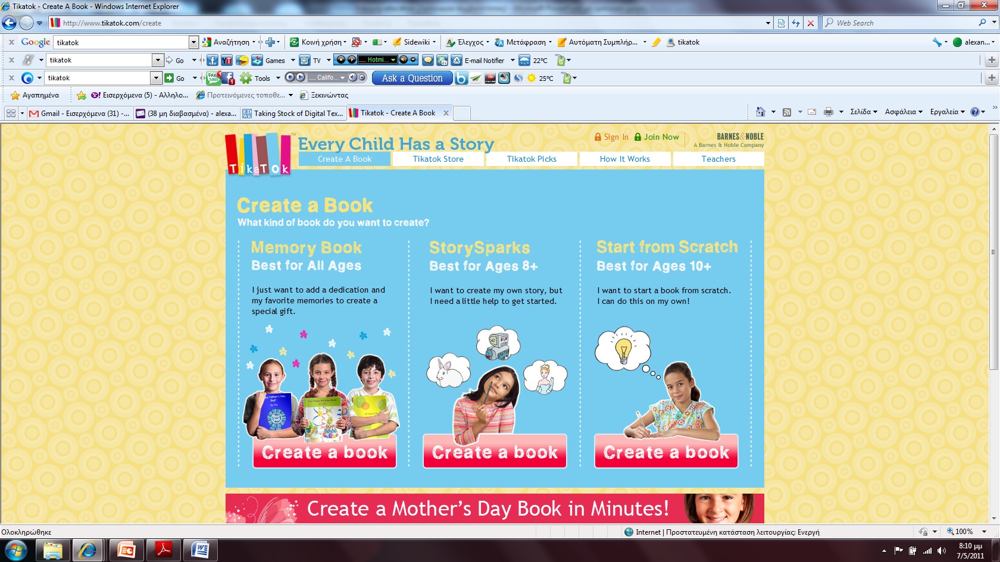 Tikatok - Create A Book - Windows Internet Explorer
http://www.tikatok.com/create
Web Search
Google tikatok Αναζήτηση Κοινή χρήση Sidewiki Έλεγχος Μετάφραση Αυτόματη Συμπλήρ... tikatok alexan...
tikatok Go Games TV ..... Hotmi... E-mail Notifier 22°C
tikatok Go FREE SMS 1 Tools ..... Califo... Ask a Question 25°C
Αγαπημένα Εισερχόμενα (5) - Αλληλο... Προτεινόμενες τοποθε... Ξεκινώντας
Gmail - Εισερχόμενα (31) -... (38 μη διαβασμένα) - alexa... Taking Stock of Digital Tex... Tikatok - Create A Book Σελίδα Ασφάλεια Εργαλεία
TikaTok™
Every Child Has a Story
Sign In Join Now
BARNES&NOBLE
A Barnes & Noble Company
Create A Book Tikatok Store Tikatok Picks How It Works Teachers
Create a Book
What kind of book do you want to create?
Memory Book
Best for All Ages
I just want to add a dedication and
my favorite memories to create a
special gift.
Create a book
StorySparks
Best for Ages 8+
I want to create my own story, but
I need a little help to get started.
Create a book
Start from Scratch
Best for Ages 10+
I want to start a book from scratch.
I can do this on my own!
Create a book
Create a Mother's Day Book in Minutes!
Ολοκληρώθηκε
Internet | Προστατευμένη κατάσταση λειτουργίας: Ενεργή
100%
8:10 μμ
7/5/2011